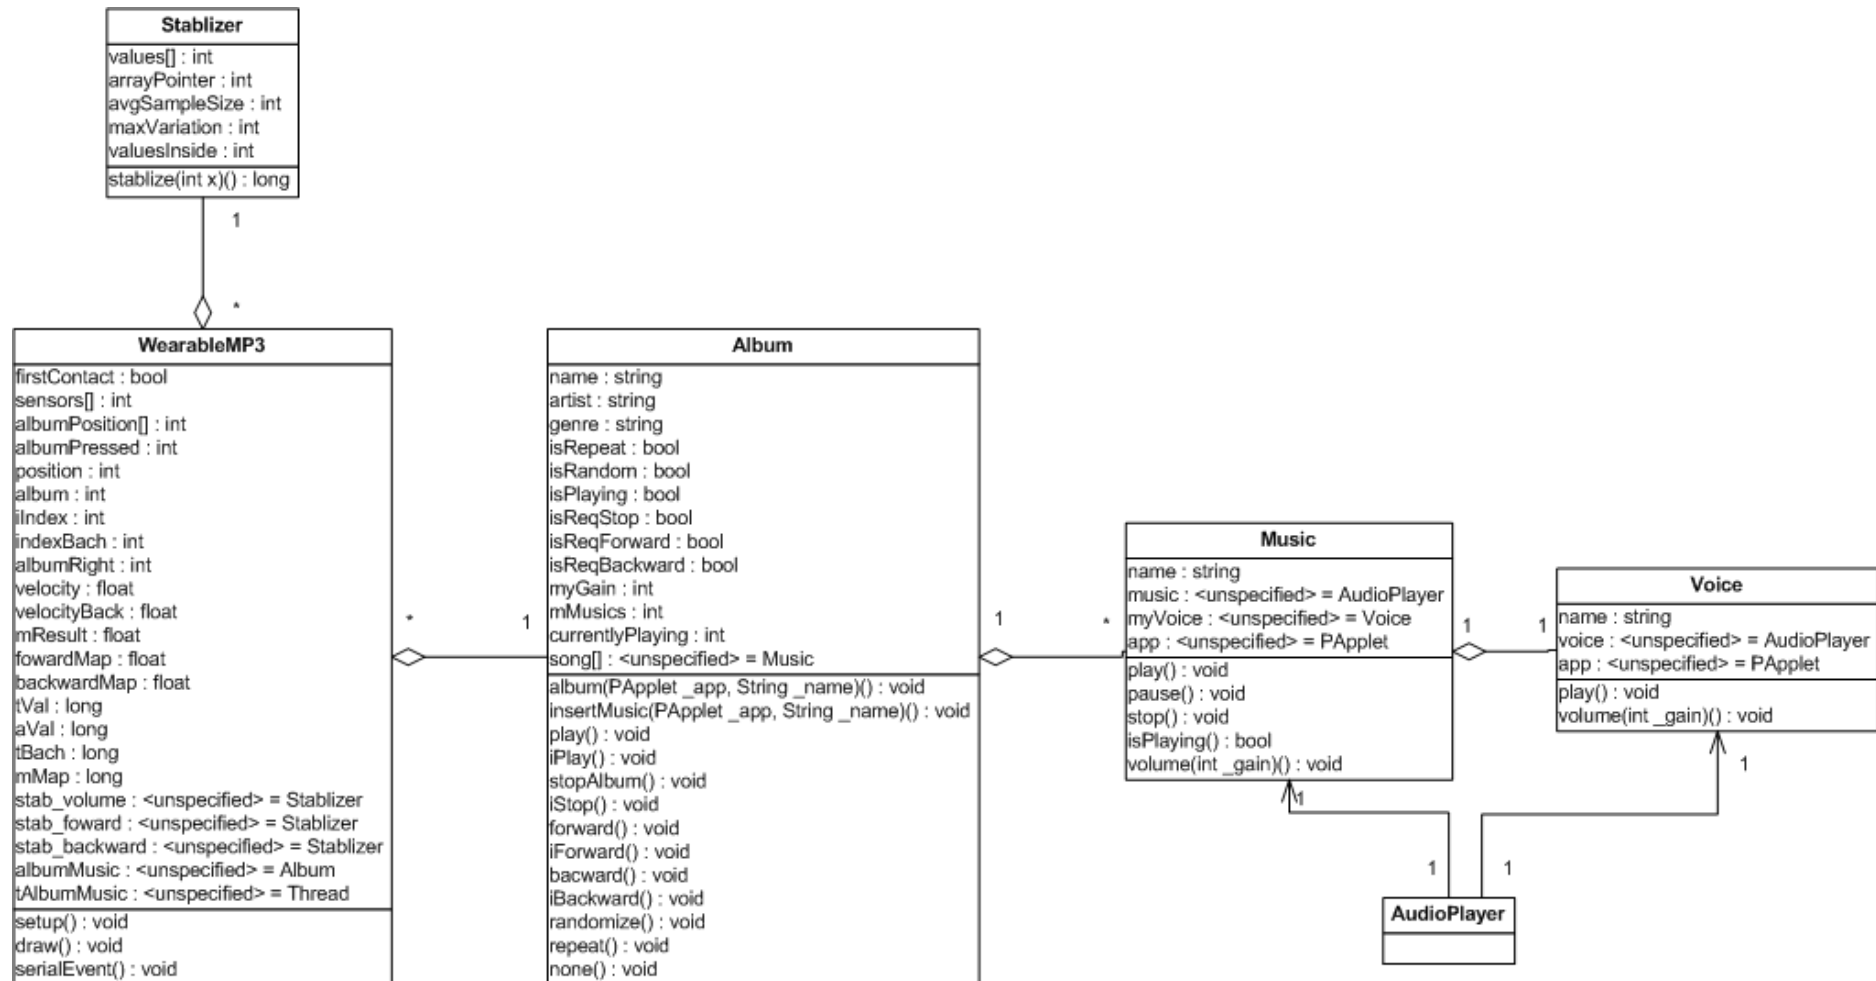 Stablizer
values[] : int
arrayPointer : int
avgSampleSize : int
maxVariation : int
valuesInside : int
stablize(int x)() : long
1
*
WearableMP3
firstContact : bool
sensors[] : int
albumPosition[] : int
albumPressed : int
position : int
album : int
iIndex : int
indexBach : int
albumRight : int
velocity : float
velocityBack : float
mResult : float
fowardMap : float
backwardMap : float
tVal : long
aVal : long
tBach : long
mMap : long
stab_volume : <unspecified> = Stablizer
stab_foward : <unspecified> = Stablizer
stab_backward : <unspecified> = Stablizer
albumMusic : <unspecified> = Album
tAlbumMusic : <unspecified> = Thread
setup() : void
draw() : void
serialEvent() : void
*
1
Album
name : string
artist : string
genre : string
isRepeat : bool
isRandom : bool
isPlaying : bool
isReqStop : bool
isReqForward : bool
isReqBackward : bool
myGain : int
mMusics : int
currentlyPlaying : int
song[] : <unspecified> = Music
album(PApplet _app, String _name)() : void
insertMusic(PApplet _app, String _name)() : void
play() : void
iPlay() : void
stopAlbum() : void
iStop() : void
forward() : void
iForward() : void
bacward() : void
iBackward() : void
randomize() : void
repeat() : void
none() : void
1
*
Music
name : string
music : <unspecified> = AudioPlayer
myVoice : <unspecified> = Voice
app : <unspecified> = PApplet
play() : void
pause() : void
stop() : void
isPlaying() : bool
volume(int _gain)() : void
1
1
Voice
name : string
voice : <unspecified> = AudioPlayer
app : <unspecified> = PApplet
play() : void
volume(int _gain)() : void
1
1
1
1
AudioPlayer